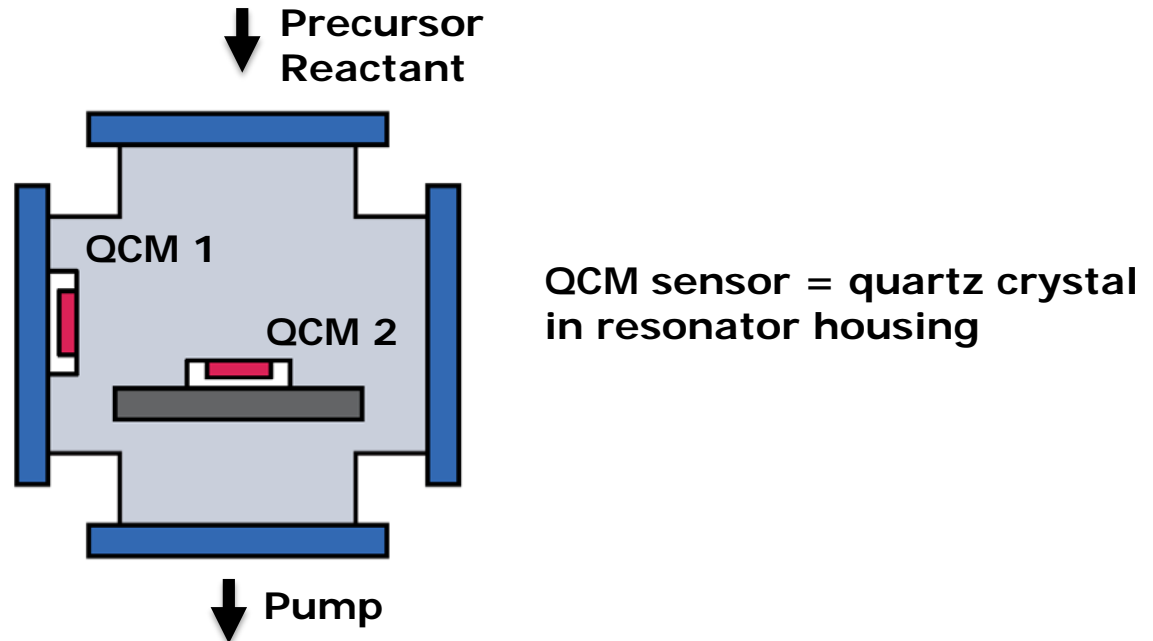 Precursor
Reactant
QCM 1
QCM 2
QCM sensor = quartz crystal
in resonator housing
Pump